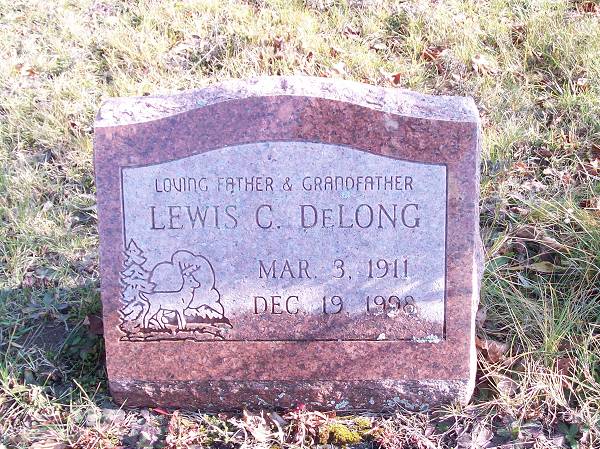 LOVING FATHER & GRANDFATHER
LEWIS C. DELONG
MAR. 3, 1911
DEC. 19, 1998